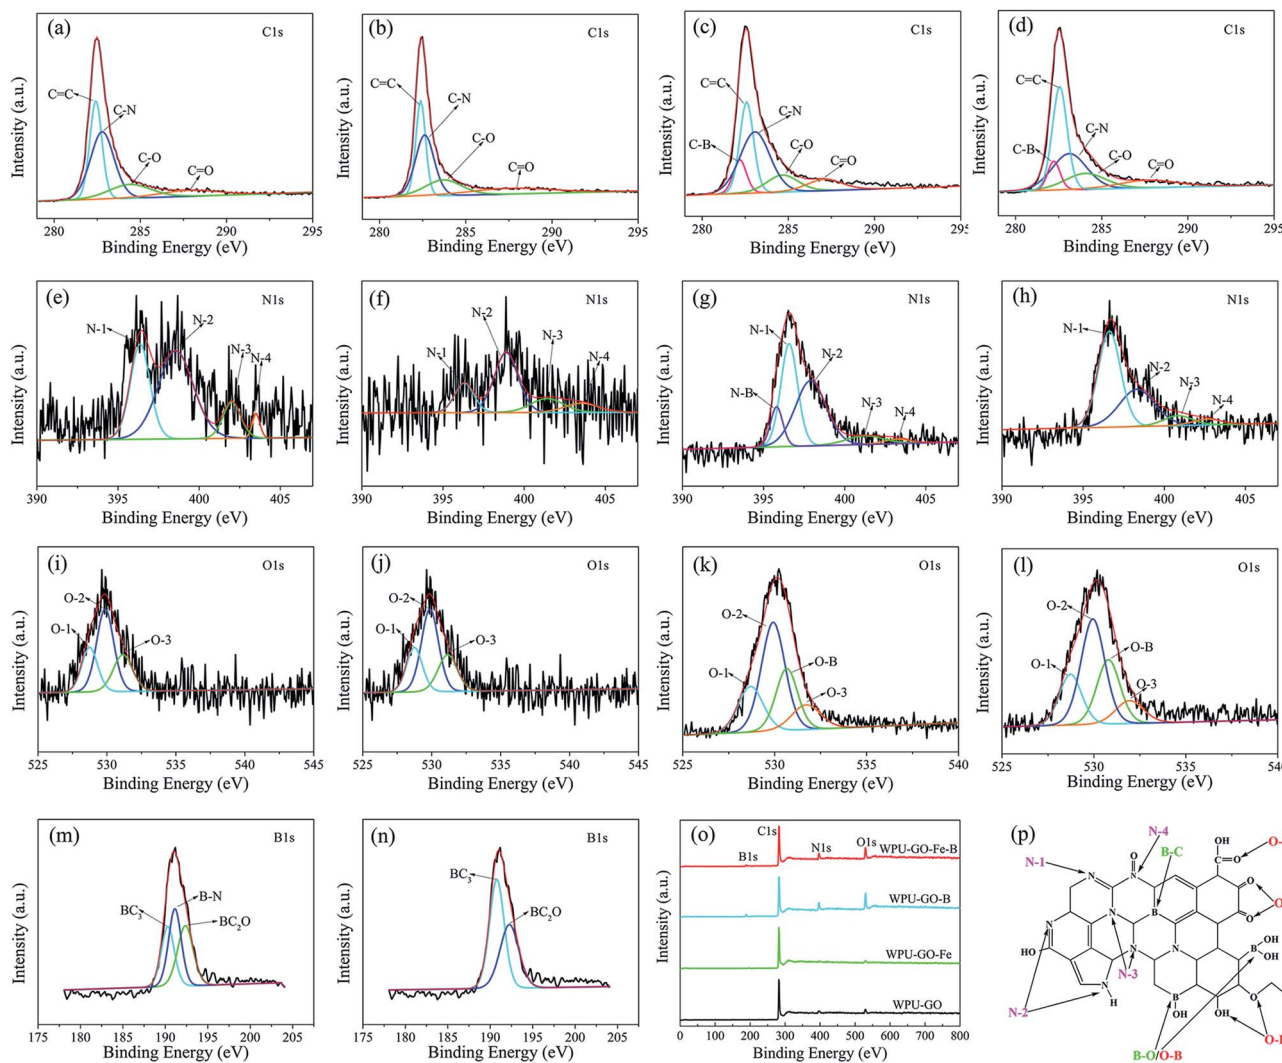 (a)
C1s
C=C
C-N
C-O
C=O
Intensity (a.u.)
280 285 290 295
Binding Energy (eV)
(b)
C1s
C=C
C-N
C-O
C=O
Intensity (a.u.)
280 285 290 295
Binding Energy (eV)
(c)
C1s
C=C
C-N
C-B
C-O
C=O
Intensity (a.u.)
280 285 290 295
Binding Energy (eV)
(d)
C1s
C=C
C-N
C-B
C-O
C=O
Intensity (a.u.)
280 285 290 295
Binding Energy (eV)
(e)
N1s
N-1
N-2
N-3
N-4
Intensity (a.u.)
390 395 400 405
Binding Energy (eV)
(f)
N1s
N-2
N-3
N-1
N-4
Intensity (a.u.)
390 395 400 405
Binding Energy (eV)
(g)
N1s
N-1
N-2
N-B
N-3
N-4
Intensity (a.u.)
390 395 400 405
Binding Energy (eV)
(h)
N1s
N-1
N-2
N-3
N-4
Intensity (a.u.)
390 395 400 405
Binding Energy (eV)
(i)
O1s
O-2
O-1
O-3
Intensity (a.u.)
525 530 535 540 545
Binding Energy (eV)
(j)
O1s
O-2
O-1
O-3
Intensity (a.u.)
525 530 535 540 545
Binding Energy (eV)
(k)
O1s
O-2
O-B
O-1
O-3
Intensity (a.u.)
525 530 535 540
Binding Energy (eV)
(l)
O1s
O-2
O-B
O-1
O-3
Intensity (a.u.)
525 530 535
Binding Energy (eV)
(m)
B1s
B-N
BC3
BC2O
Intensity (a.u.)
175 180 185 190 195 200 205
Binding Energy (eV)
(n)
B1s
BC3
BC2O
Intensity (a.u.)
175 180 185 190 195 200 205
Binding Energy (eV)
(o)
C1s
B1s
N1s
O1s
WPU-GO-Fe-B
WPU-GO-B
WPU-GO-Fe
WPU-GO
Intensity (a.u.)
0 100 200 300 400 500 600 700 800
Binding Energy (eV)
(p)
N-4
B-C
N-1
O
OH
C=O
N
N
O
N
N
B
O
HO
N
N
OH
B
OH
N-3
N
H
N-2
B
OH
OH
O
B-O/O-B